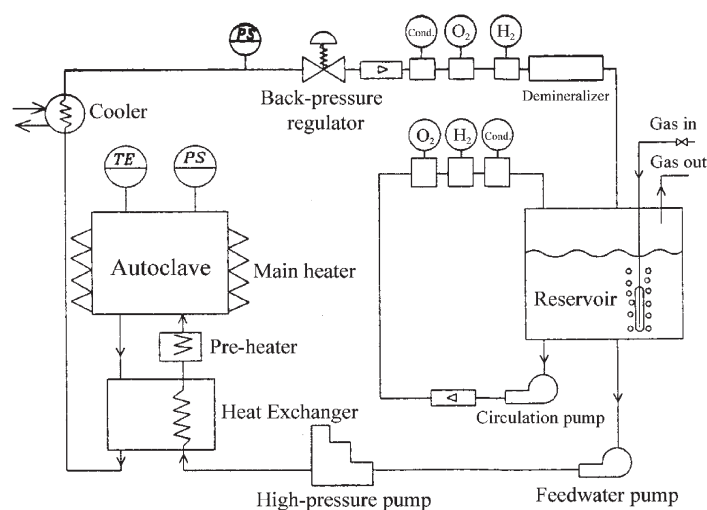 PS
Cond.
O2
H2
Back-pressure
regulator
Demineralizer
Cooler
O2
H2
Cond.
Gas in
Gas out
TE
PS
Autoclave
Main heater
Reservoir
Pre-heater
Heat Exchanger
Circulation pump
High-pressure pump
Feedwater pump